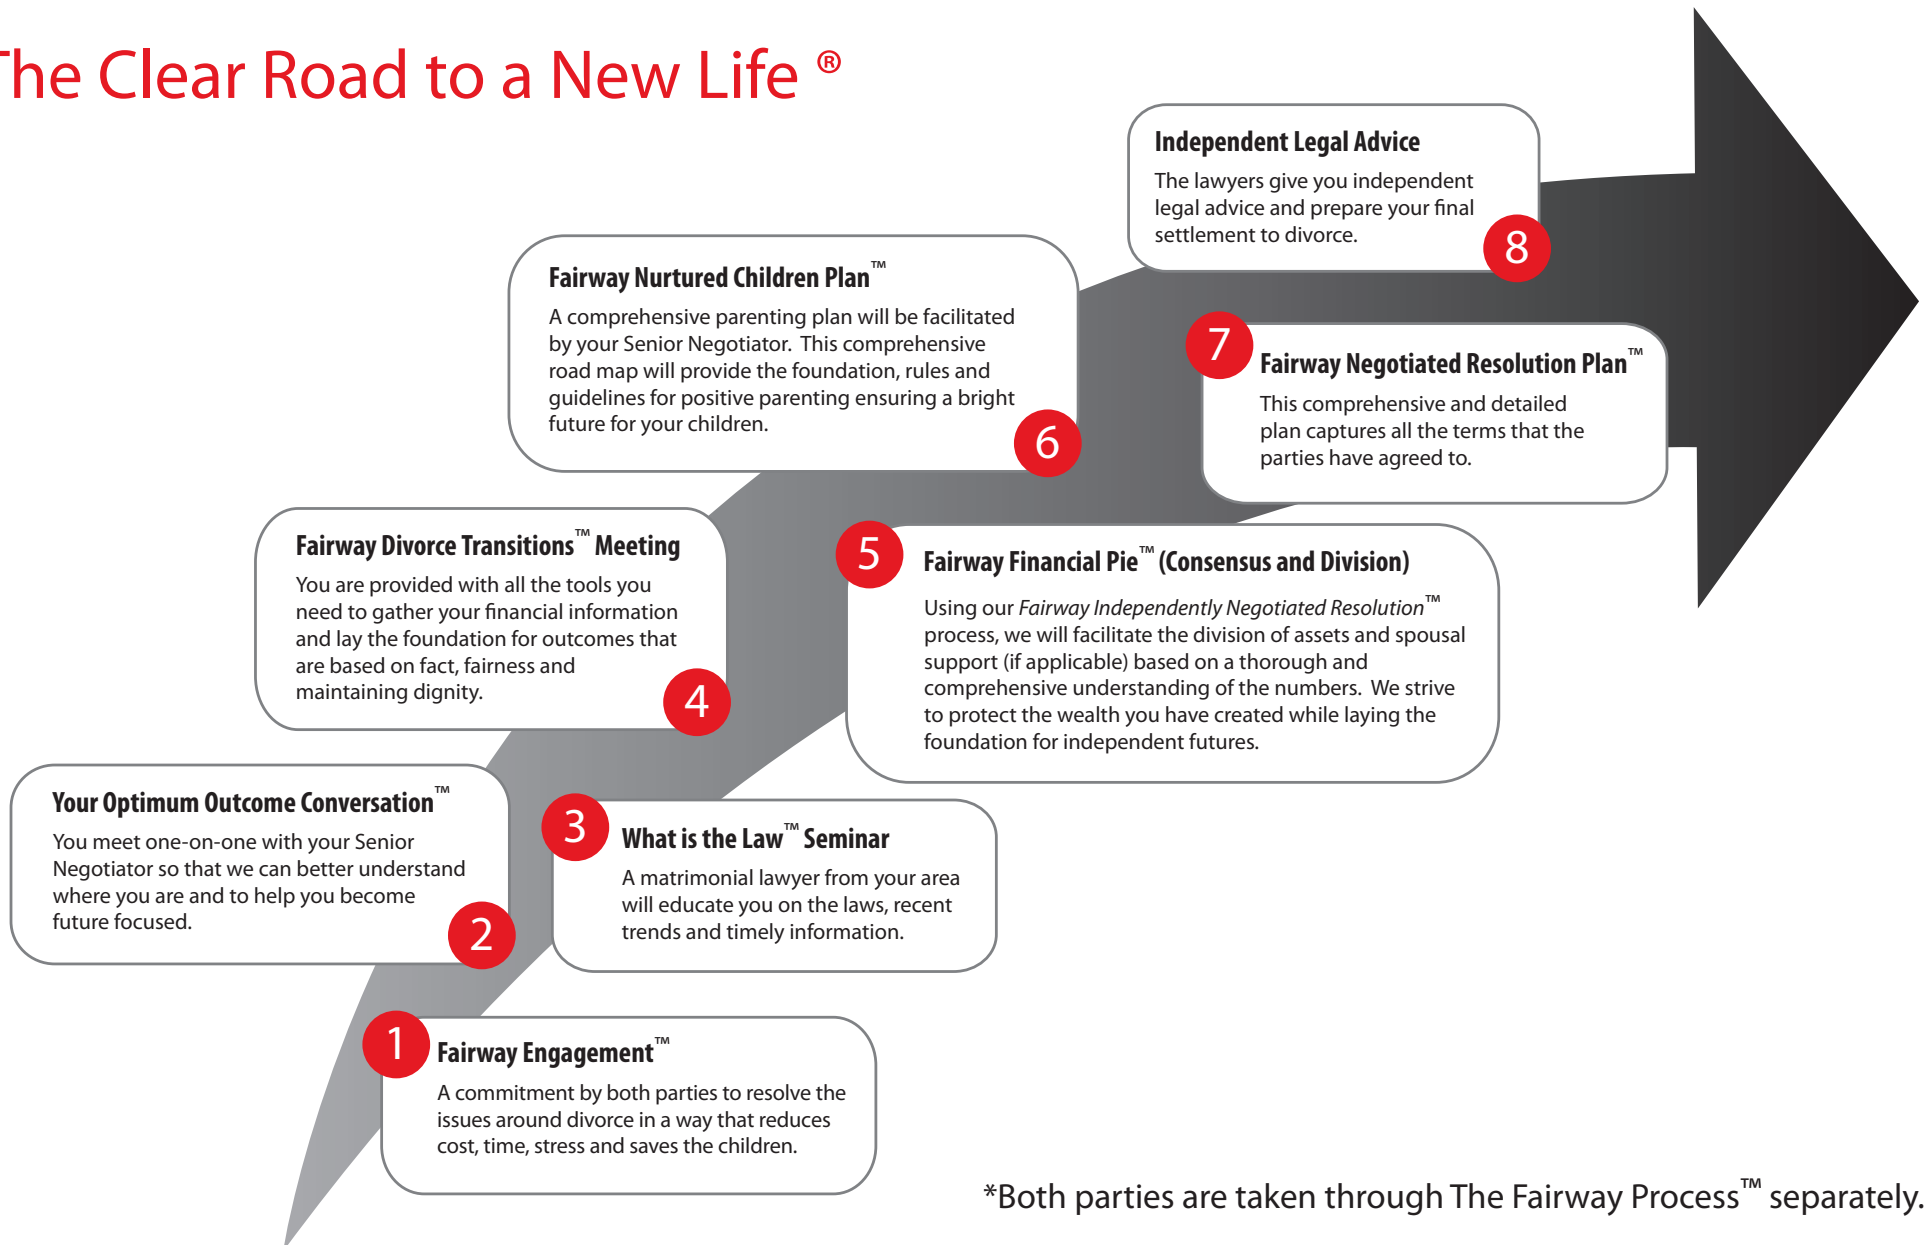 The Clear Road to a New Life ®
Independent Legal Advice
The lawyers give you independent
legal advice and prepare your final
settlement to divorce.
8
Fairway Nurtured Children Plan™
A comprehensive parenting plan will be facilitated
by your Senior Negotiator. This comprehensive
road map will provide the foundation, rules and
guidelines for positive parenting ensuring a bright
future for your children.
6
7
Fairway Negotiated Resolution Plan™
This comprehensive and detailed
plan captures all the terms that the
parties have agreed to.
Fairway Divorce Transitions™ Meeting
You are provided with all the tools you
need to gather your financial information
and lay the foundation for outcomes that
are based on fact, fairness and
maintaining dignity.
4
5
Fairway Financial Pie™ (Consensus and Division)
Using our Fairway Independently Negotiated Resolution™
process, we will facilitate the division of assets and spousal
support (if applicable) based on a thorough and
comprehensive understanding of the numbers. We strive
to protect the wealth you have created while laying the
foundation for independent futures.
Your Optimum Outcome Conversation™
You meet one-on-one with your Senior
Negotiator so that we can better understand
where you are and to help you become
future focused.
2
3
What is the Law™ Seminar
A matrimonial lawyer from your area
will educate you on the laws, recent
trends and timely information.
1
Fairway Engagement™
A commitment by both parties to resolve the
issues around divorce in a way that reduces
cost, time, stress and saves the children.
*Both parties are taken through The Fairway Process™ separately.